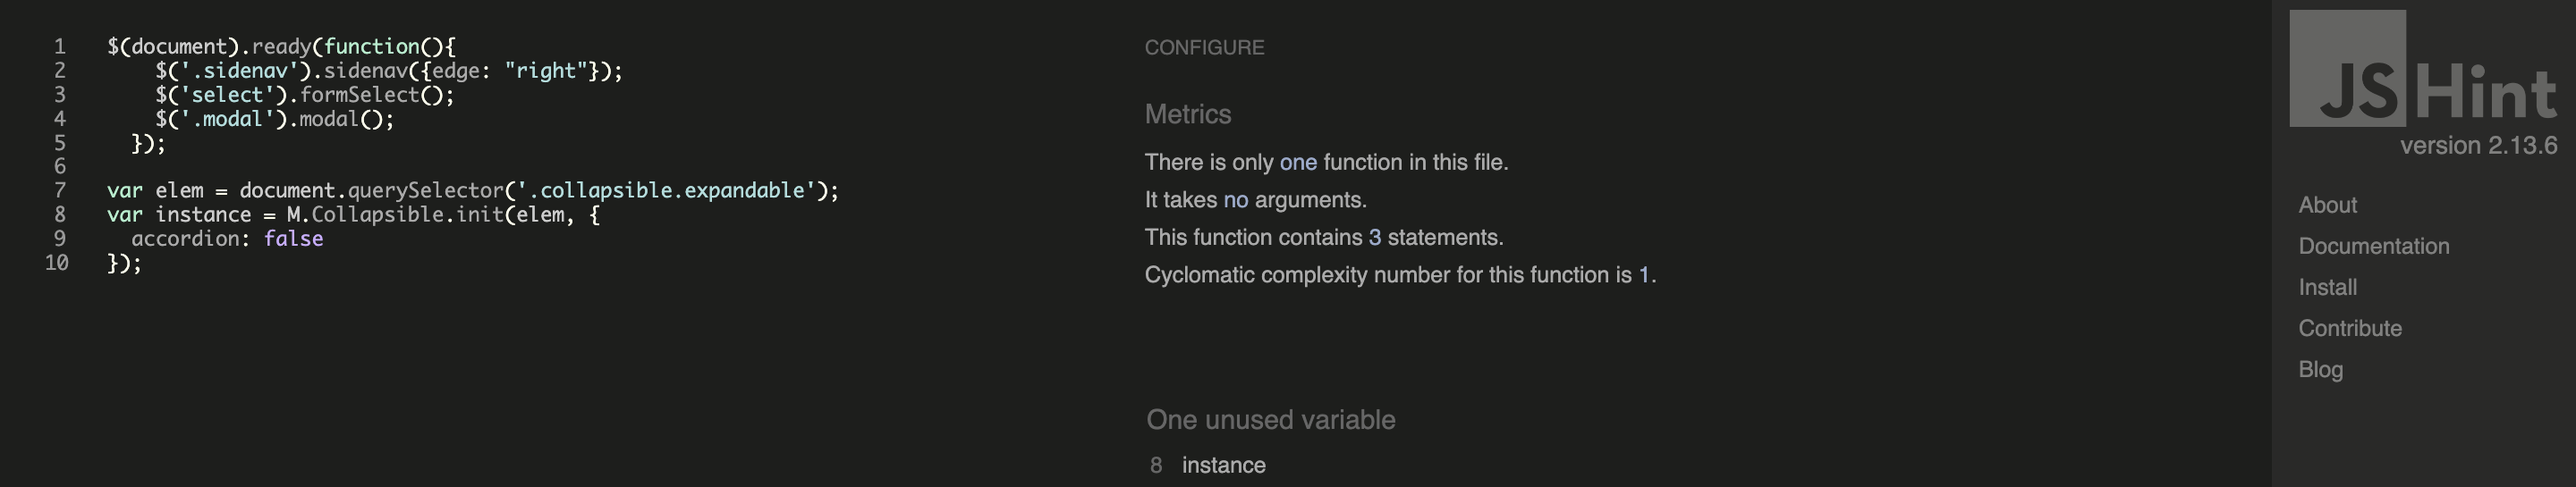 1 $(document).ready(function(){
2 $('.sidenav').sidenav({edge: "right"});
3 $('select').formSelect();
4 $('.modal').modal();
5 });
6
7 var elem = document.querySelector('.collapsible.expandable');
8 var instance = M.Collapsible.init(elem, {
9 accordion: false
10 });
CONFIGURE
Metrics
There is only one function in this file.
It takes no arguments.
This function contains 3 statements.
Cyclomatic complexity number for this function is 1.
One unused variable
8 instance
JSHint
version 2.13.6
About
Documentation
Install
Contribute
Blog